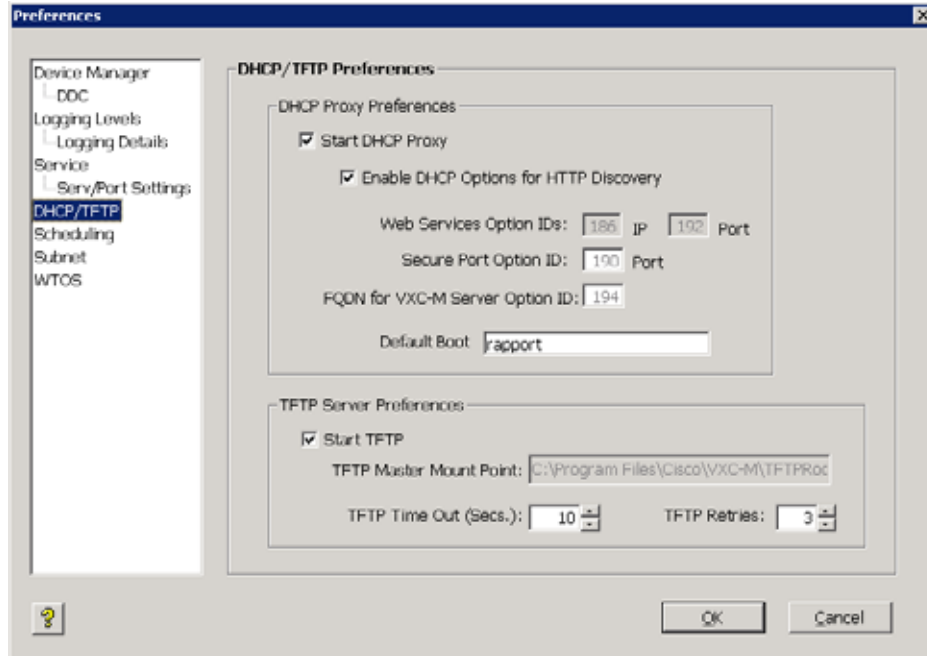 Preferences
Device Manager
DDC
Logging Levels
Logging Details
Service
Serv/Port Settings
DHCP/TFTP
Scheduling
Subnet
WTOS
DHCP/TFTP Preferences
DHCP Proxy Preferences
Start DHCP Proxy
Enable DHCP Options for HTTP Discovery
Web Services Option IDs: 186 IP 192 Port
Secure Port Option ID: 190 Port
FQDN for VXC-M Server Option ID: 194
Default Boot rapport
TFTP Server Preferences
Start TFTP
TFTP Master Mount Point: C:\Program Files\Cisco\VXC-M\TFTPRoo
TFTP Time Out (Secs.): 10 TFTP Retries: 3
OK Cancel